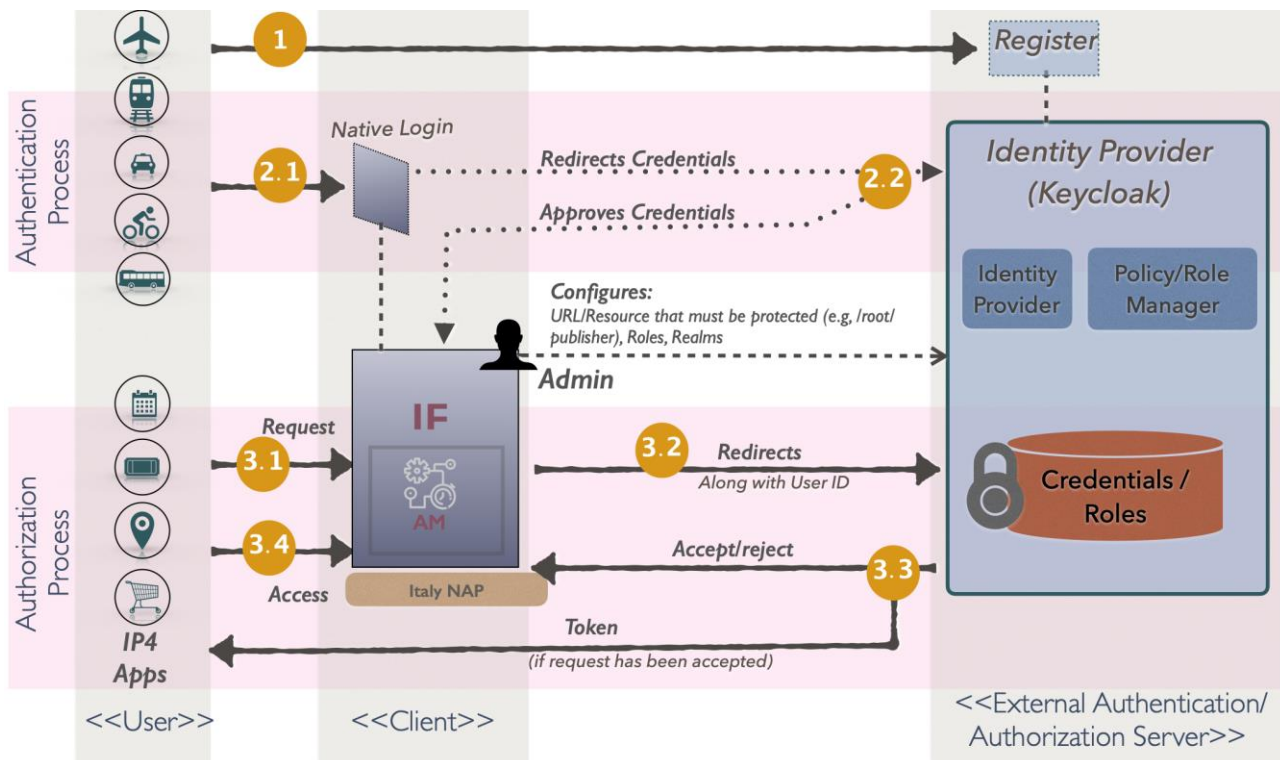 1
Register
Authentication
Process
Native Login
2.1
Redirects Credentials
2.2
Approves Credentials
Identity Provider
(Keycloak)
Identity
Provider
Policy/Role
Manager
Configures:
URL/Resource that must be protected (e.g, /root/
publisher), Roles, Realms
Admin
Authorization
Process
Request
3.1
IF
AM
3.2
Redirects
Along with User ID
Credentials /
Roles
3.4
Access
Accept/reject
3.3
Italy NAP
Token
(if request has been accepted)
IP4
Apps
<<User>>
<<Client>>
<<External Authentication/
Authorization Server>>